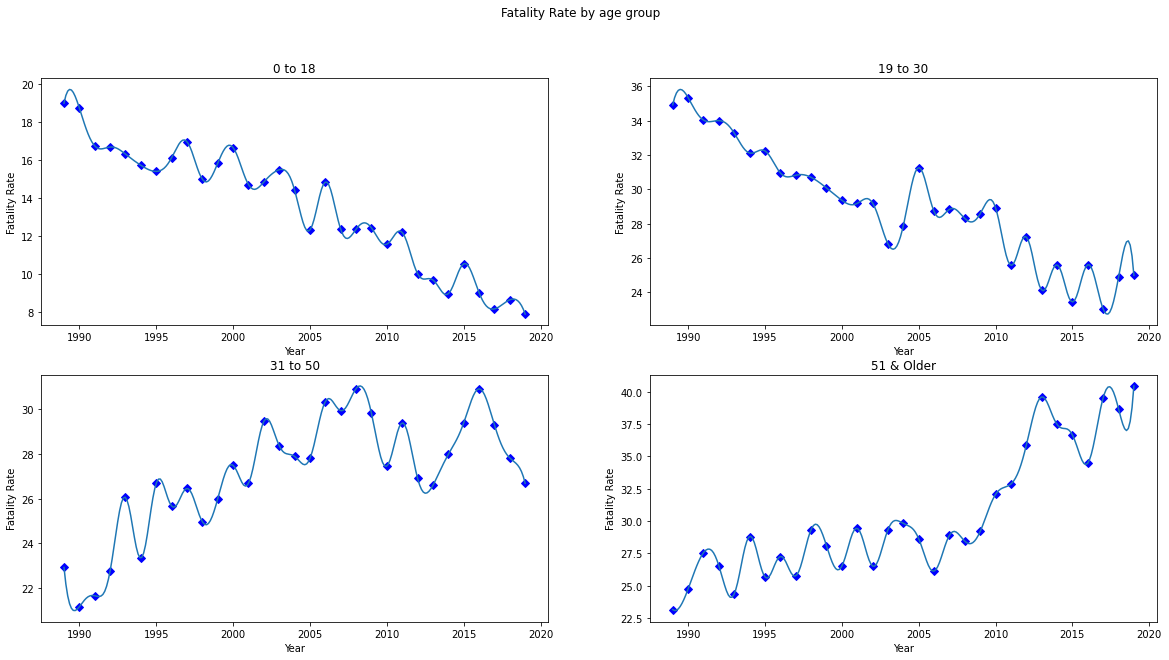 Fatality Rate by age group
0 to 18
Fatality Rate
20
18
16
14
12
10
8
1990 1995 2000 2005 2010 2015 2020
Year
19 to 30
Fatality Rate
36
34
32
30
28
26
24
1990 1995 2000 2005 2010 2015 2020
Year
31 to 50
Fatality Rate
30
28
26
24
22
1990 1995 2000 2005 2010 2015 2020
Year
51 & Older
Fatality Rate
40.0
37.5
35.0
32.5
30.0
27.5
25.0
22.5
1990 1995 2000 2005 2010 2015 2020
Year